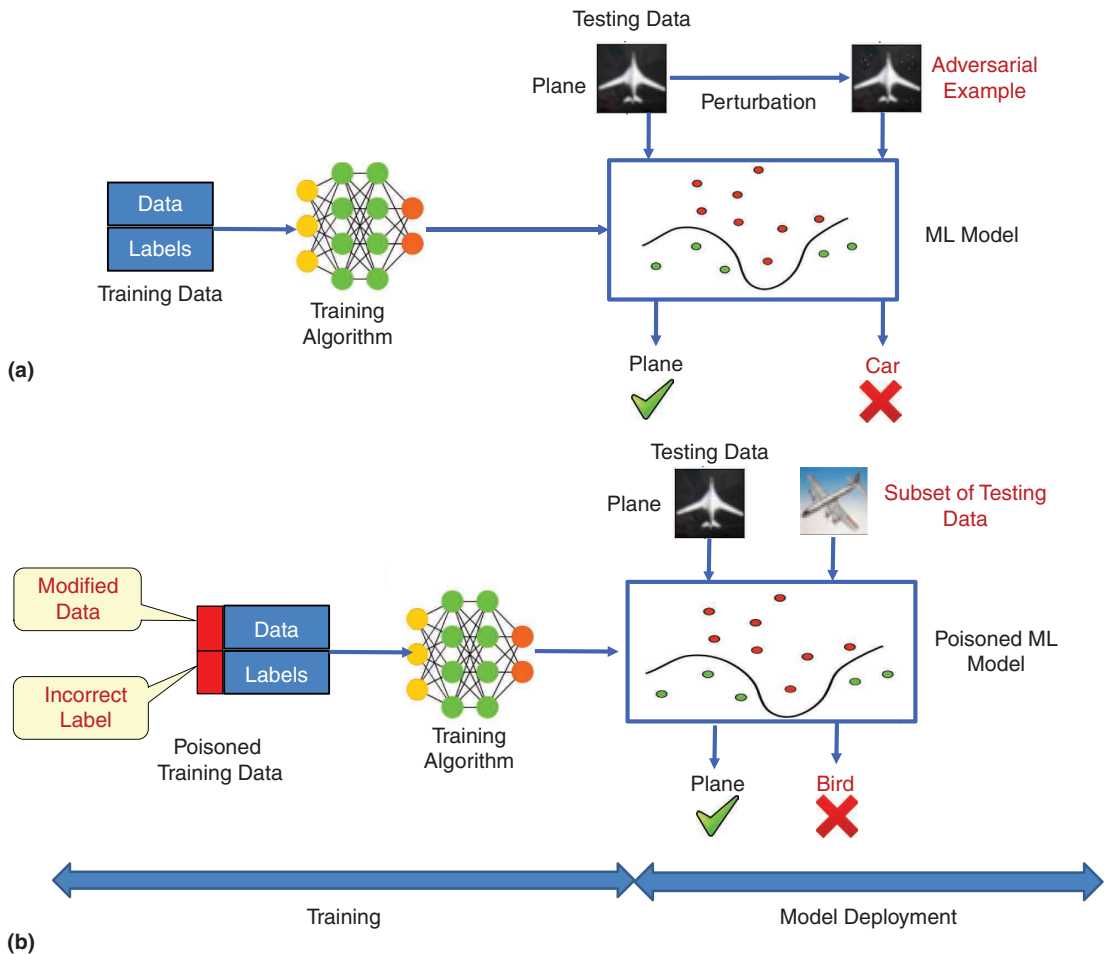 Testing Data
Plane
Perturbation
Adversarial
Example
Data
Labels
Training Data
Training
Algorithm
ML Model
Plane
Car
(a)
Testing Data
Plane
Subset of Testing
Data
Modified
Data
Incorrect
Label
Data
Labels
Poisoned
Training Data
Training
Algorithm
Poisoned ML
Model
Plane
Bird
Training
Model Deployment
(b)